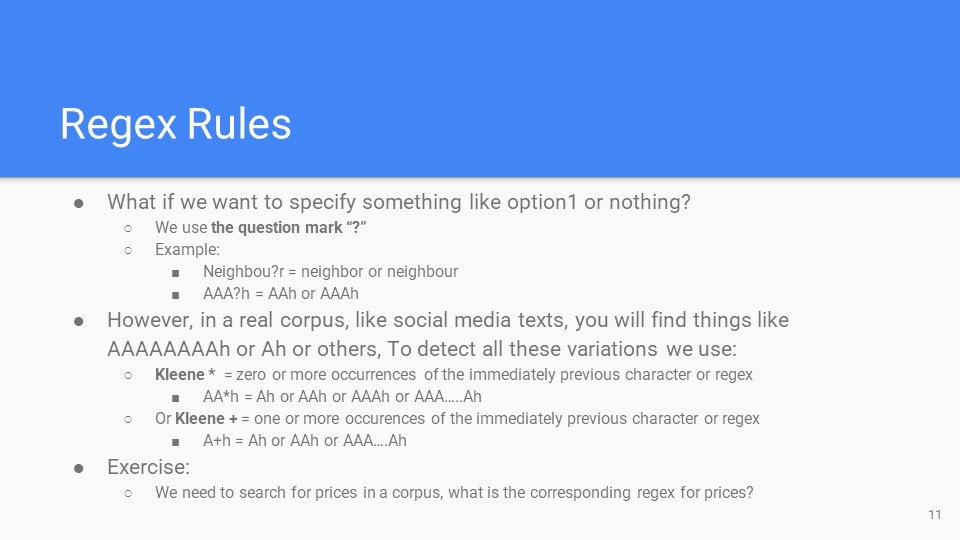 Regex Rules
● What if we want to specify something like option1 or nothing?
○ We use the question mark “?”
○ Example:
■ Neighbou?r = neighbor or neighbour
■ AAA?h = AAh or AAAh
● However, in a real corpus, like social media texts, you will find things like
AAAAAAAAh or Ah or others, To detect all these variations we use:
○ Kleene * = zero or more occurrences of the immediately previous character or regex
■ AA*h = Ah or AAh or AAAh or AAA…..Ah
○ Or Kleene + = one or more occurences of the immediately previous character or regex
■ A+h = Ah or AAh or AAA….Ah
● Exercise:
○ We need to search for prices in a corpus, what is the corresponding regex for prices?
11